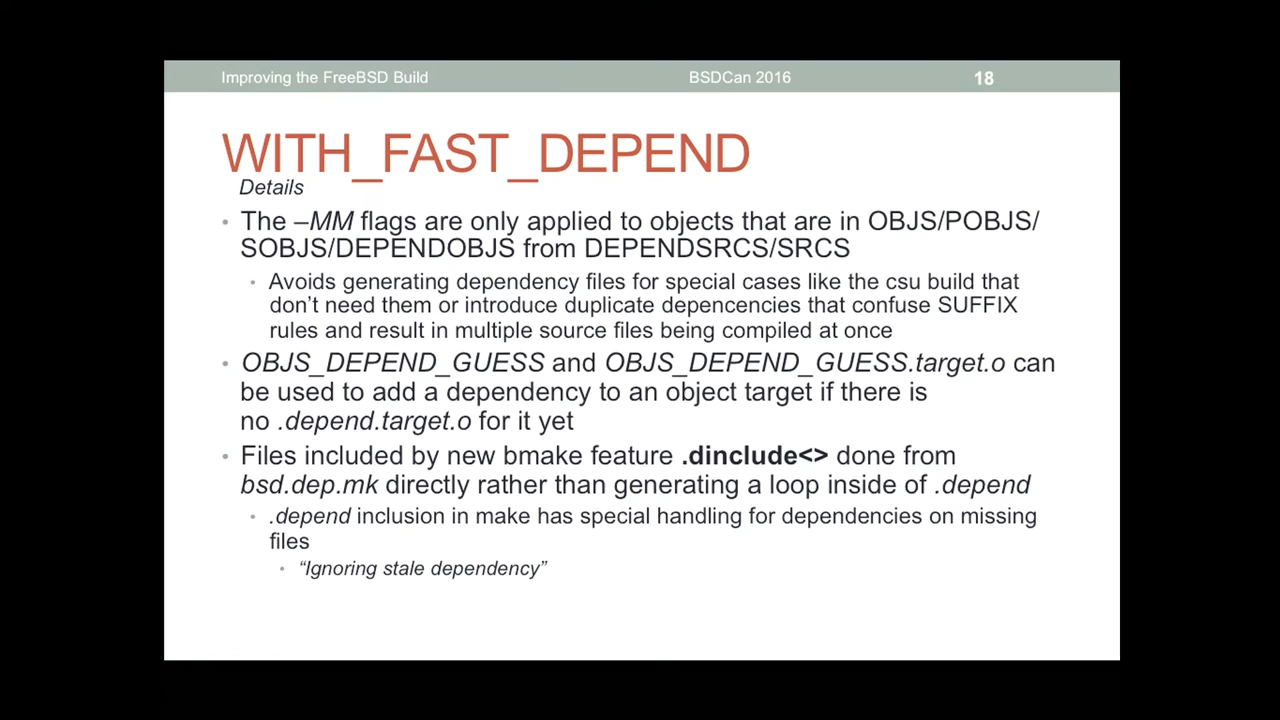 Improving the FreeBSD Build BSDCan 2016 18
WITH_FAST_DEPEND
Details
• The –MM flags are only applied to objects that are in OBJS/POBJS/
SOBJS/DEPENDOBJS from DEPENDSRCS/SRCS
• Avoids generating dependency files for special cases like the csu build that
don’t need them or introduce duplicate depencencies that confuse SUFFIX
rules and result in multiple source files being compiled at once
• OBJS_DEPEND_GUESS and OBJS_DEPEND_GUESS.target.o can
be used to add a dependency to an object target if there is
no .depend.target.o for it yet
• Files included by new bmake feature .dinclude<> done from
bsd.dep.mk directly rather than generating a loop inside of .depend
• .depend inclusion in make has special handling for dependencies on missing
files
• “Ignoring stale dependency”